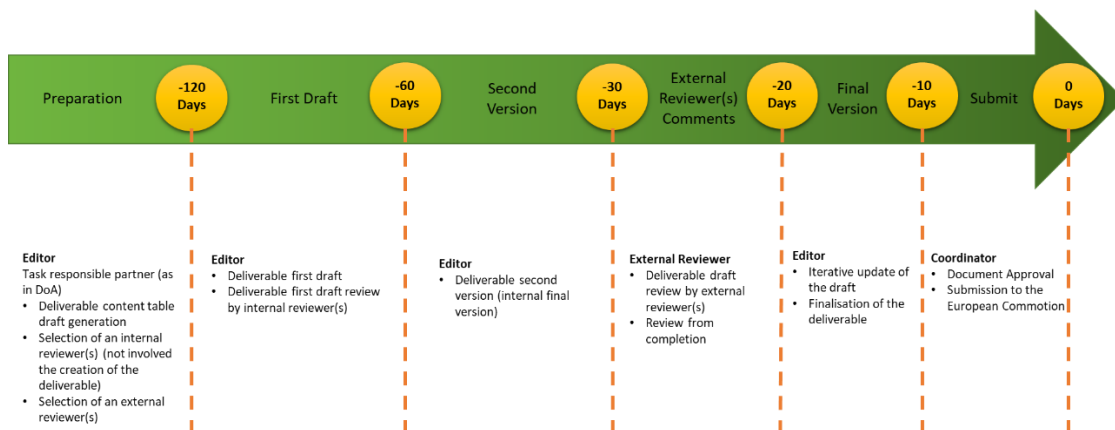 Preparation
-120
Days
First Draft
-60
Days
Second
Version
-30
Days
External
Reviewer(s)
Comments
-20
Days
Final
Version
-10
Days
Submit
0
Days
Editor
Task responsible partner (as
in DoA)
• Deliverable content table
draft generation
• Selection of an internal
reviewer(s) (not involved
the creation of the
deliverable)
• Selection of an external
reviewer(s)
Editor
• Deliverable first draft
• Deliverable first draft review
by internal reviewer(s)
Editor
• Deliverable second
version (internal final
version)
External Reviewer
• Deliverable draft
review by external
reviewer(s)
• Review from
completion
Editor
• Iterative update of
the draft
• Finalisation of the
deliverable
Coordinator
• Document Approval
• Submission to the
European Commotion